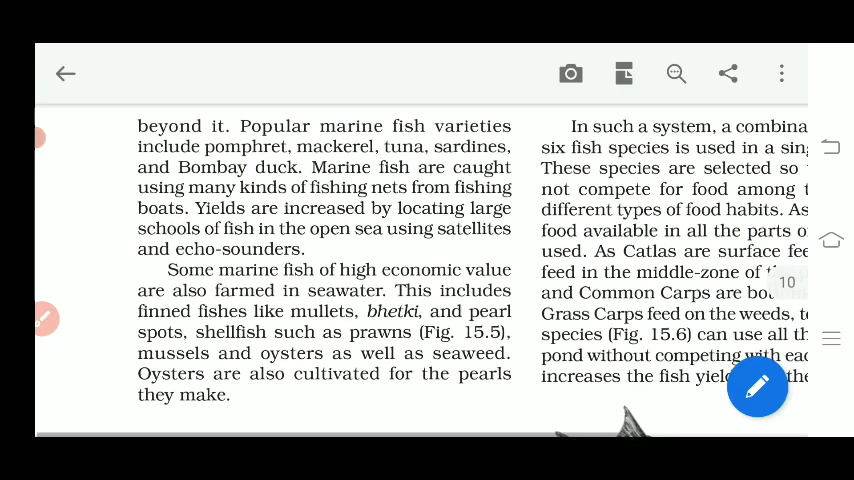 beyond it. Popular marine fish varieties
include pomphret, mackerel, tuna, sardines,
and Bombay duck. Marine fish are caught
using many kinds of fishing nets from fishing
boats. Yields are increased by locating large
schools of fish in the open sea using satellites
and echo-sounders.
Some marine fish of high economic value
are also farmed in seawater. This includes
finned fishes like mullets, bhetki, and pearl
spots, shellfish such as prawns (Fig. 15.5),
mussels and oysters as well as seaweed.
Oysters are also cultivated for the pearls
they make.
In such a system, a combina
six fish species is used in a sin
These species are selected so
not compete for food among
different types of food habits. As
food available in all the parts
used. As Catlas are surface fee
feed in the middle-zone of
and Common Carps are
Grass Carps feed on the weeds,
species (Fig. 15.6) can use all th
pond without competing with eac
increases the fish yiel the
10